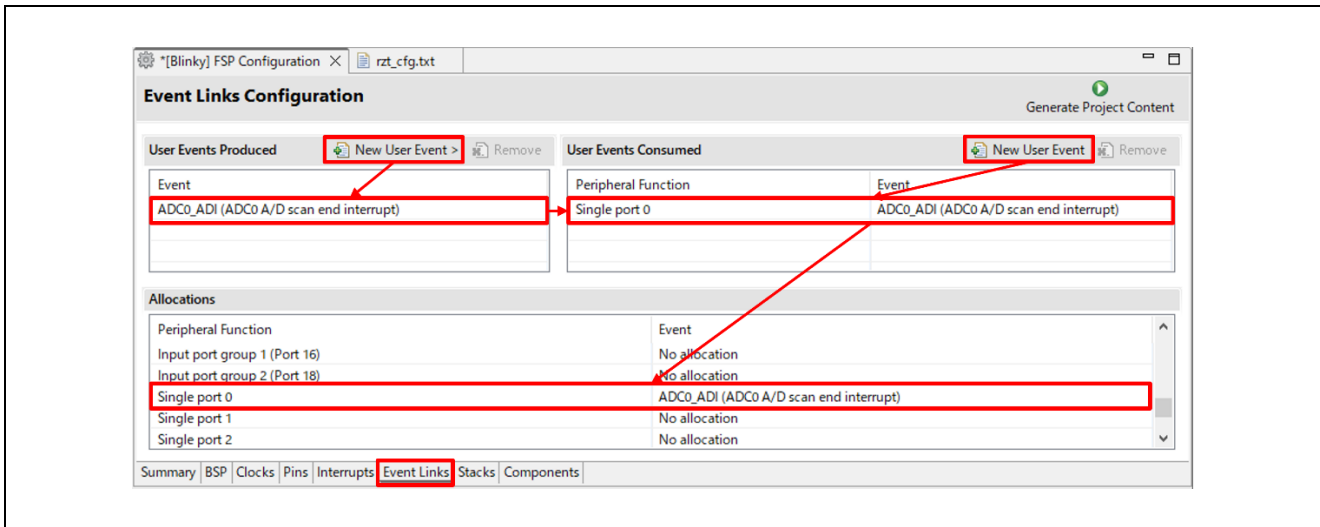 *[Blinky] FSP Configuration rzt_cfg.txt
Event Links Configuration
Generate Project Content
User Events Produced New User Event > Remove User Events Consumed New User Event Remove
Event Peripheral Function Event
ADC0_ADI (ADC0 A/D scan end interrupt) Single port 0 ADC0_ADI (ADC0 A/D scan end interrupt)
Allocations
Peripheral Function Event
Input port group 1 (Port 16) No allocation
Input port group 2 (Port 18) No allocation
Single port 0 ADC0_ADI (ADC0 A/D scan end interrupt)
Single port 1 No allocation
Single port 2 No allocation
Summary BSP Clocks Pins Interrupts Event Links Stacks Components